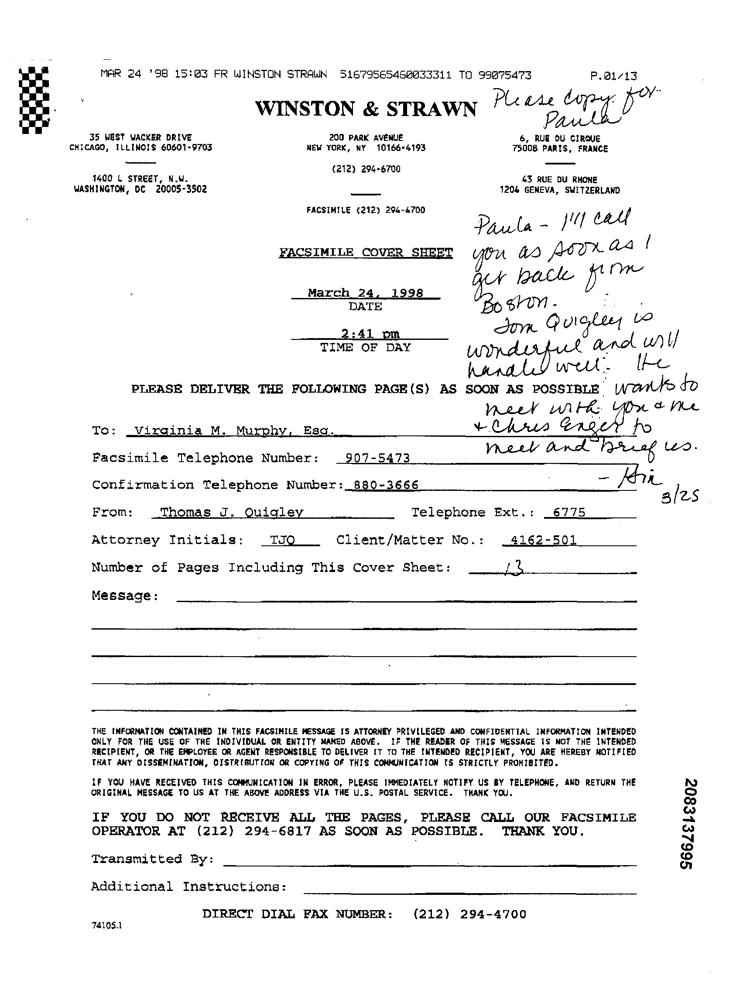 MAR 24 '98 15:03 FR WINSTON STRAWN 51679565460033311 TO 99075473 P.01/13
Please copy for
Paula
WINSTON & STRAWN
35 WEST WACKER DRIVE
CHICAGO, ILLINOIS 60601-9703
1400 L STREET, N.W.
WASHINGTON, DC 20005-3502
200 PARK AVENUE
NEW YORK, NY 10166-4193
(212) 294-6700
FACSIMILE (212) 294-4700
6, RUE DU CIRQUE
75008 PARIS, FRANCE
43 RUE DU RHONE
1204 GENEVA, SWITZERLAND
FACSIMILE COVER SHEET
March 24, 1998
DATE
2:41 pm
TIME OF DAY
Paula - I'll call
you as soon as I
get back from
Boston.
Tom Quigley is
wonderful and will
handle well. He
wants to
meet with you & me
& Chris Enger to
meet and brief us.
3/25
PLEASE DELIVER THE FOLLOWING PAGE(S) AS SOON AS POSSIBLE
To: Virginia M. Murphy, Esq.
Facsimile Telephone Number: 907-5473
Confirmation Telephone Number: 880-3666
From: Thomas J. Quigley Telephone Ext.: 6775
Attorney Initials: TJQ Client/Matter No.: 4162-501
Number of Pages Including This Cover Sheet: 13
Message:
THE INFORMATION CONTAINED IN THIS FACSIMILE MESSAGE IS ATTORNEY PRIVILEGED AND CONFIDENTIAL INFORMATION INTENDED
ONLY FOR THE USE OF THE INDIVIDUAL OR ENTITY NAMED ABOVE. IF THE READER OF THIS MESSAGE IS NOT THE INTENDED
RECIPIENT, OR THE EMPLOYEE OR AGENT RESPONSIBLE TO DELIVER IT TO THE INTENDED RECIPIENT, YOU ARE HEREBY NOTIFIED
THAT ANY DISSEMINATION, DISTRIBUTION OR COPYING OF THIS COMMUNICATION IS STRICTLY PROHIBITED.
IF YOU HAVE RECEIVED THIS COMMUNICATION IN ERROR, PLEASE IMMEDIATELY NOTIFY US BY TELEPHONE, AND RETURN THE
ORIGINAL MESSAGE TO US AT THE ABOVE ADDRESS VIA THE U.S. POSTAL SERVICE. THANK YOU.
IF YOU DO NOT RECEIVE ALL THE PAGES, PLEASE CALL OUR FACSIMILE
OPERATOR AT (212) 294-6817 AS SOON AS POSSIBLE. THANK YOU.
Transmitted By:
Additional Instructions:
DIRECT DIAL FAX NUMBER: (212) 294-4700
74105.1
2083137995